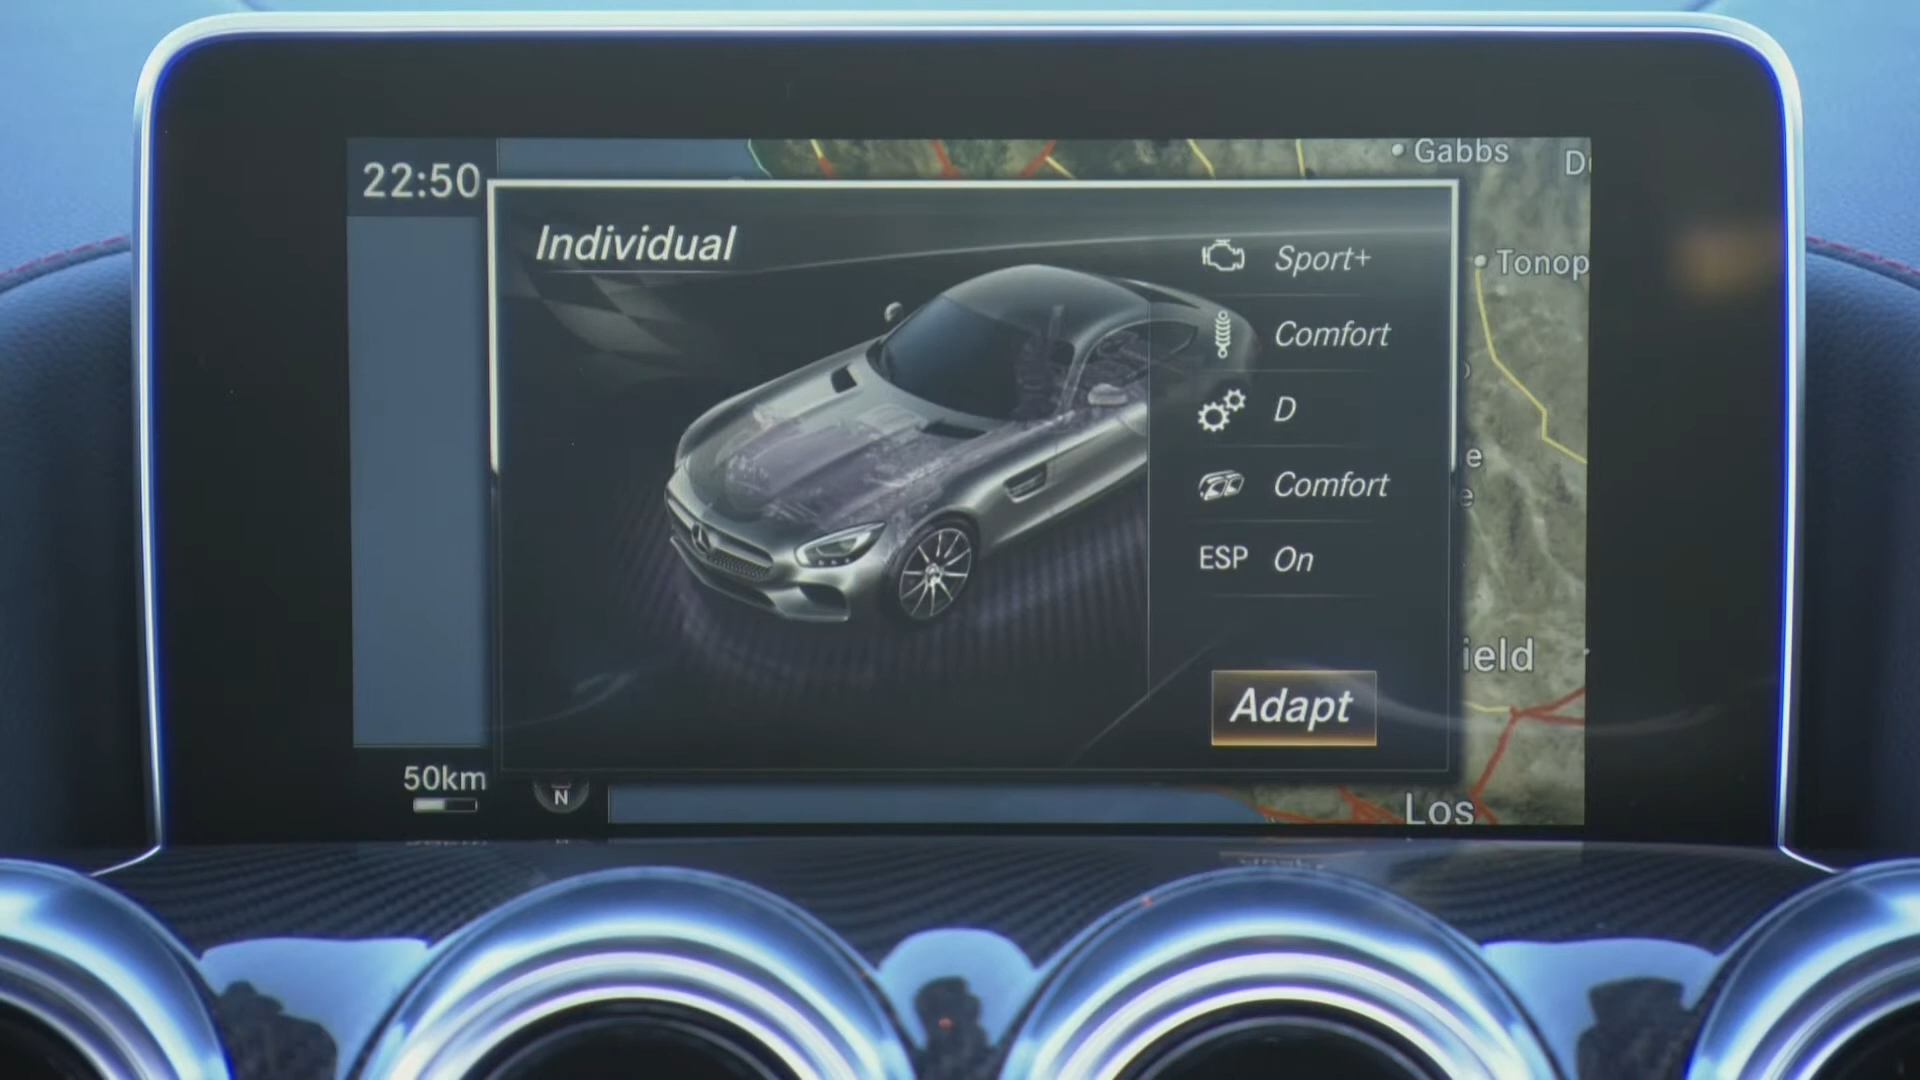 22:50
Gabbs
Individual
Sport+
Tonop
Comfort
D
e
Comfort
e
ESP On
ield
Adapt
50km
N
Los